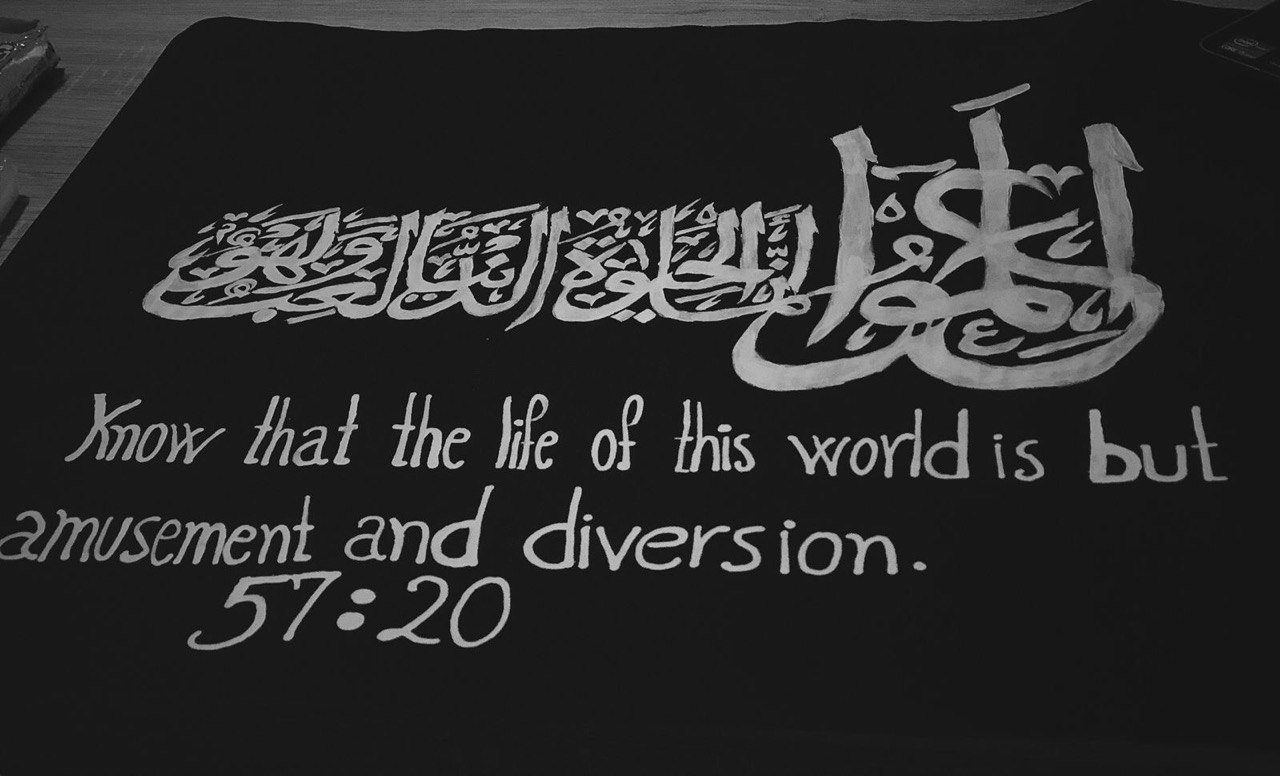 اعلموا أنما الحيوة الدنيا لعب ولهو
Know that the life of this world is but
amusement and diversion.
57:20